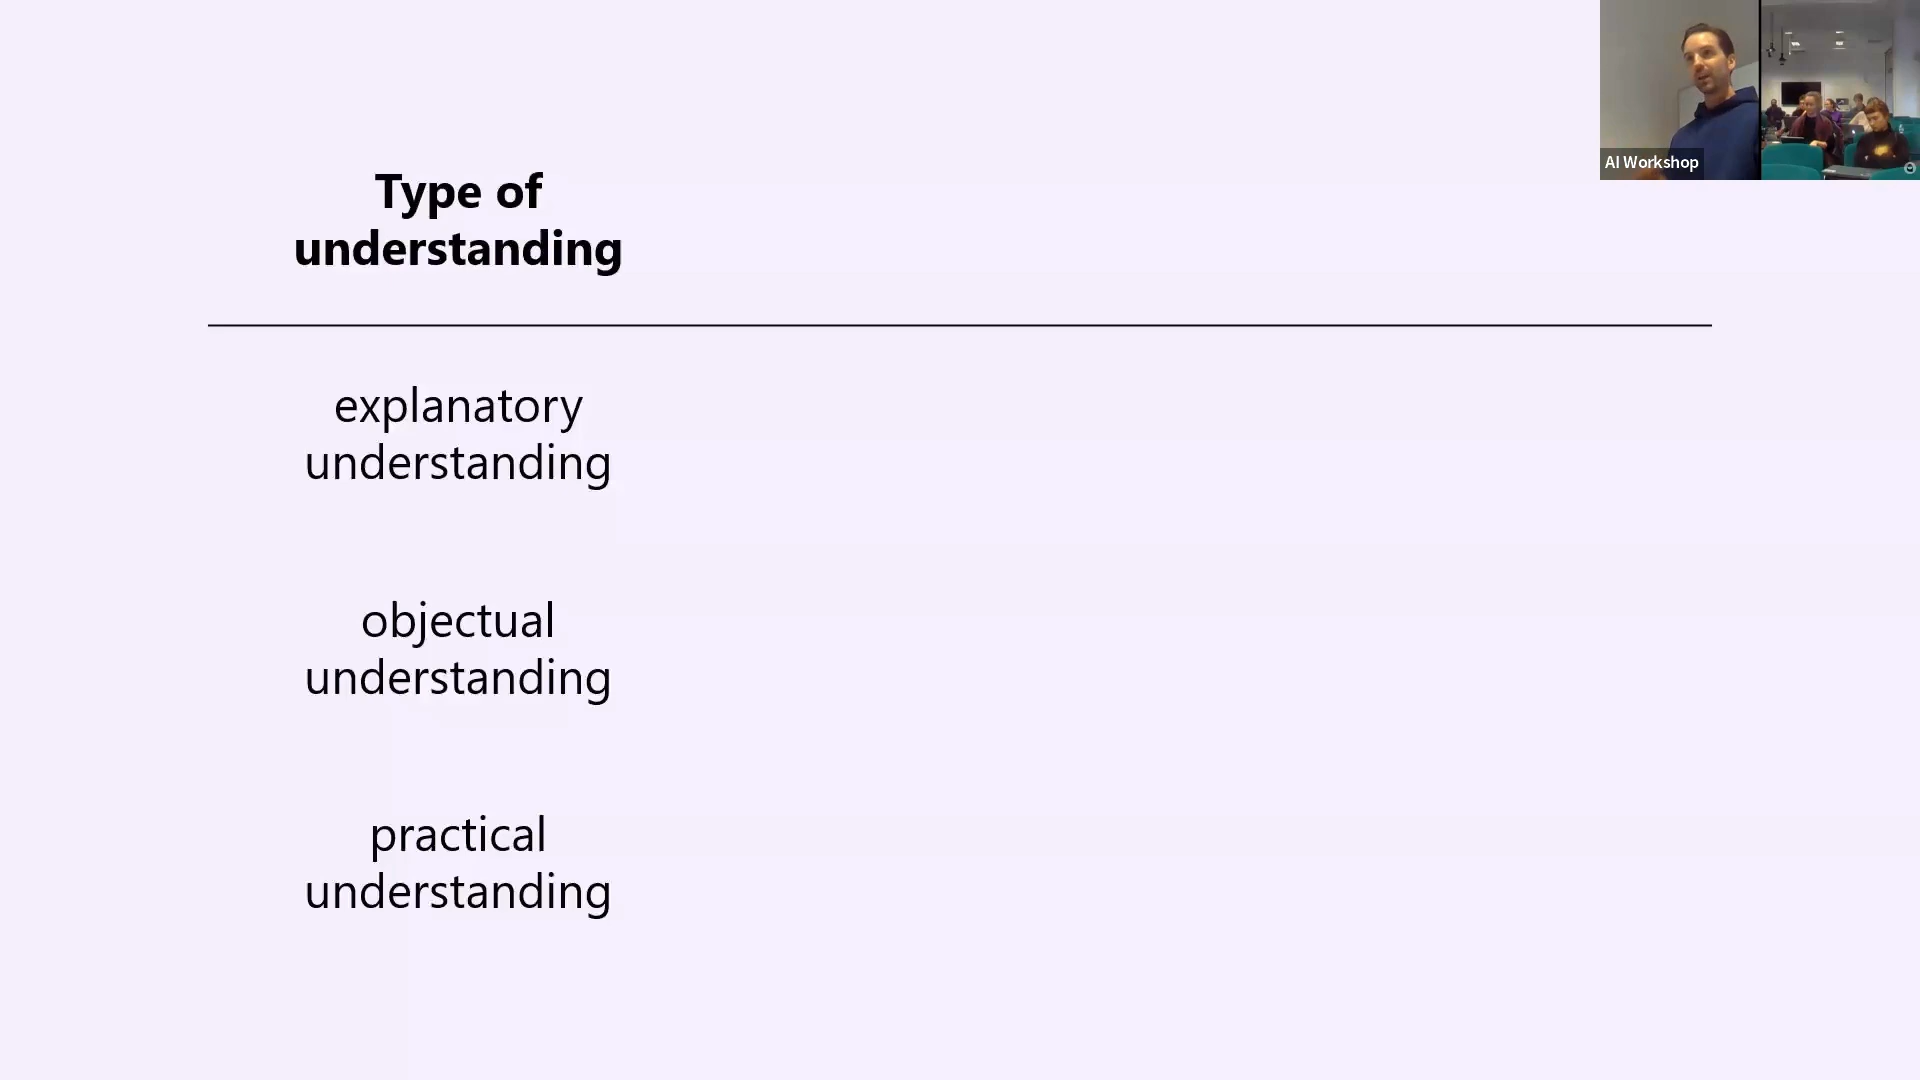 Type of
understanding
explanatory
understanding
objectual
understanding
practical
understanding
AI Workshop